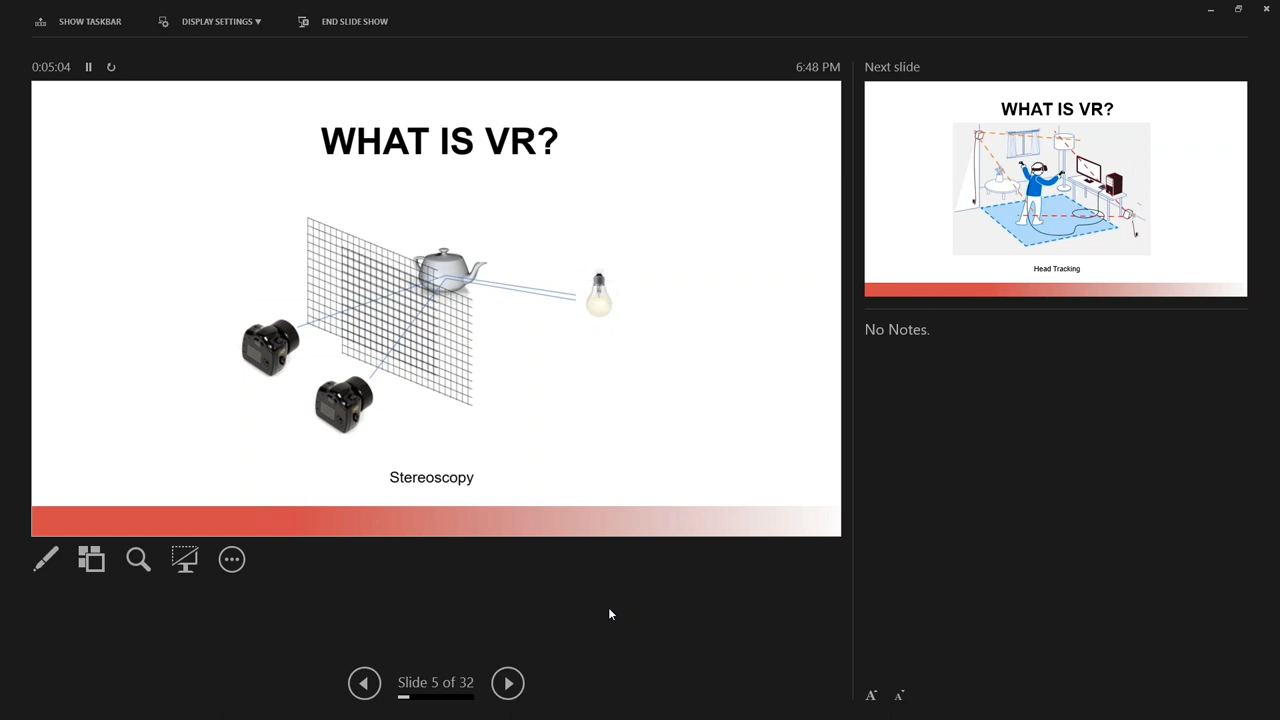 SHOW TASKBAR
DISPLAY SETTINGS ▼
END SLIDE SHOW
0:05:04
6:48 PM
WHAT IS VR?
Stereoscopy
Slide 5 of 32
Next slide
WHAT IS VR?
Head Tracking
No Notes.
A A